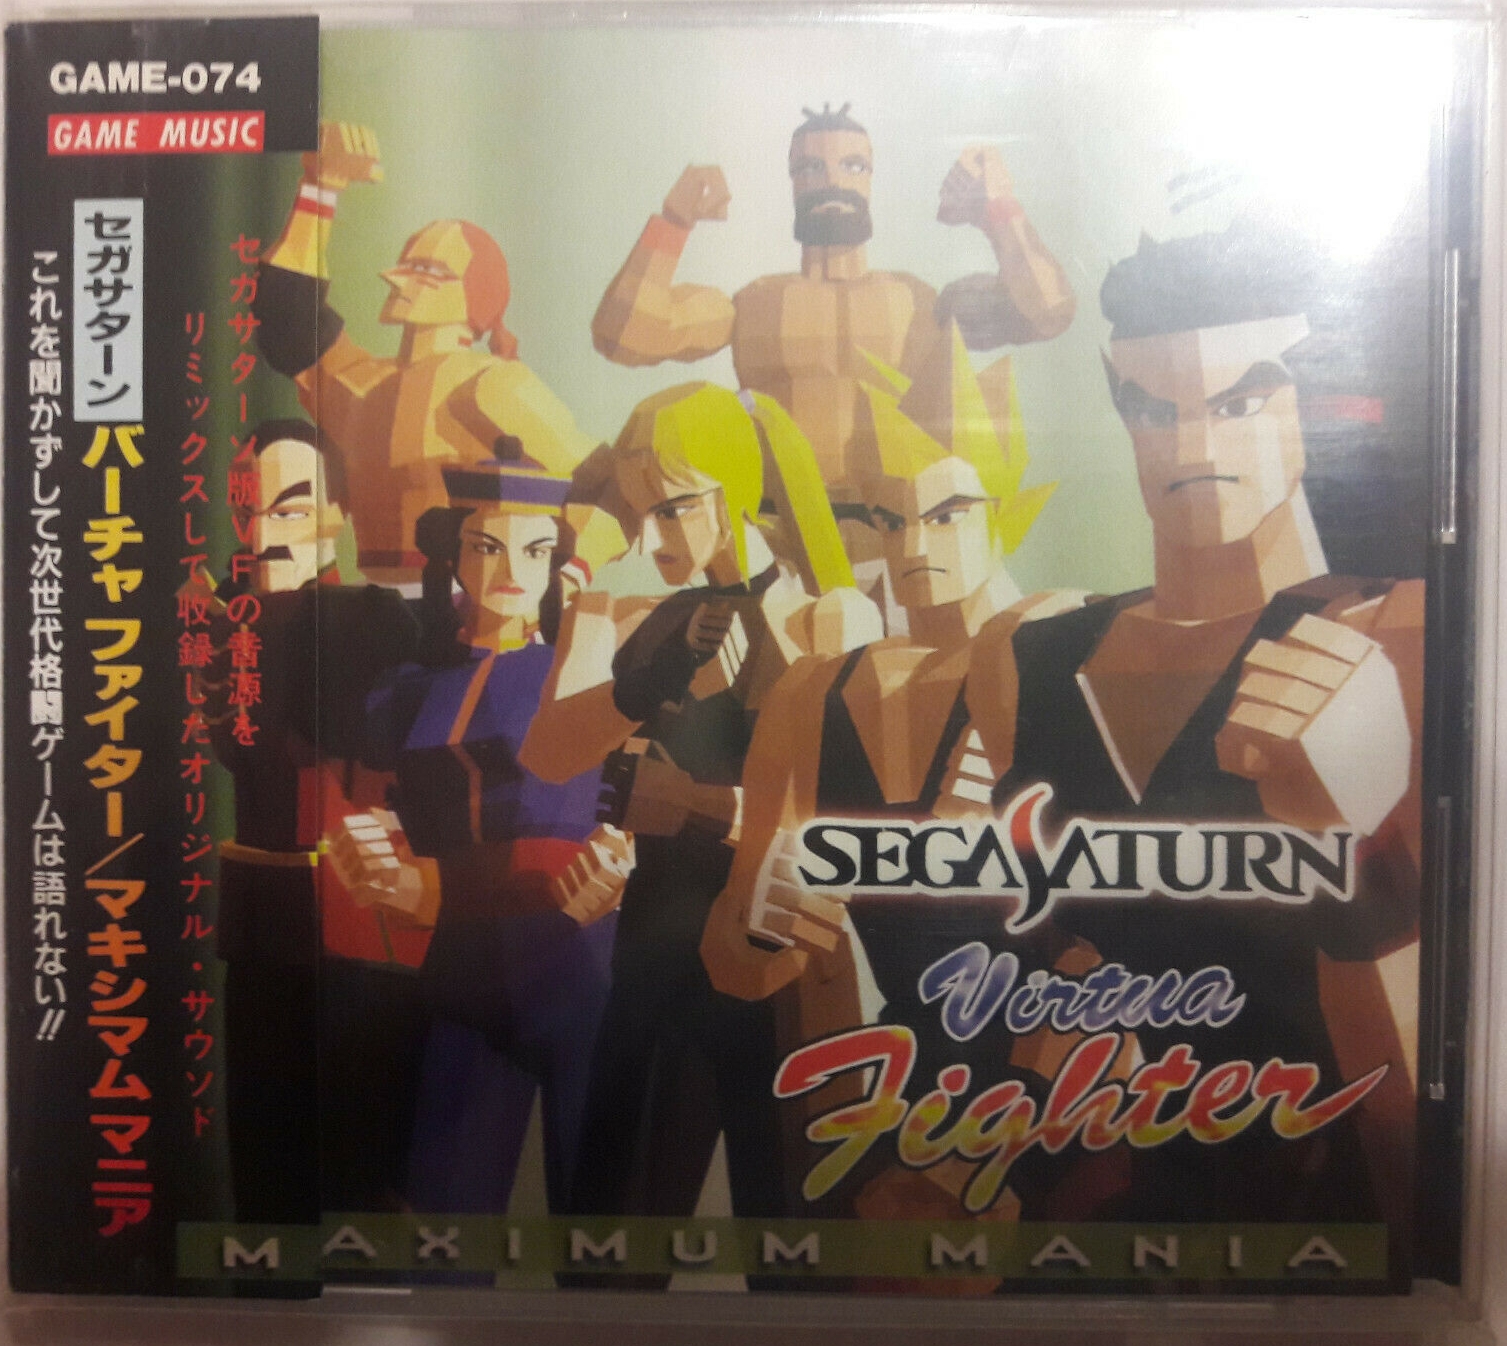 GAME-074
GAME MUSIC
セガサターン版VFの音源を
リミックスして収録したオリジナル・サウンド
セガサターン バーチャ ファイター/マキシマム マニア
これを聞かずして次世代格闘ゲームは語れない!!
SEGA SATURN
Virtua
Fighter
MAXIMUM MANIA